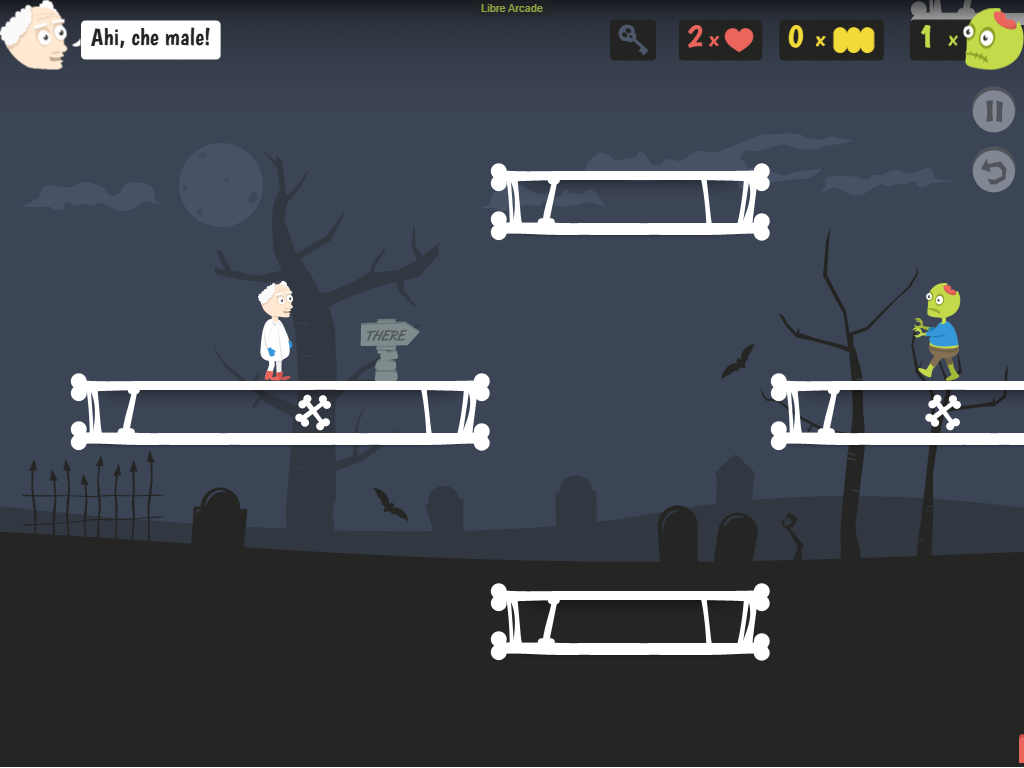 Libre Arcade
Ahi, che male!
2 x
0 x
1 x
THERE